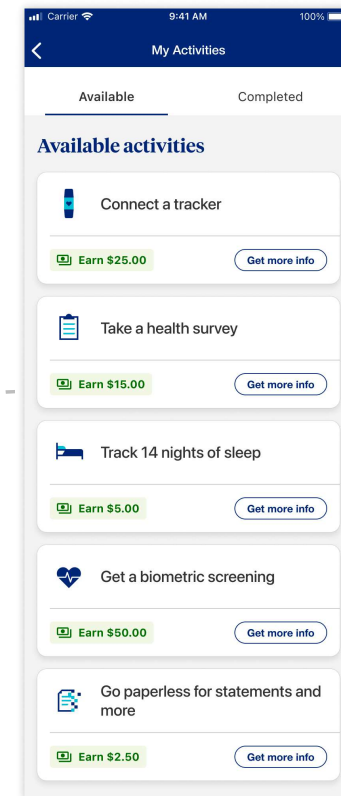 Carrier 9:41 AM 100%
My Activities
Available Completed
Available activities
Connect a tracker
Earn $25.00 Get more info
Take a health survey
Earn $15.00 Get more info
Track 14 nights of sleep
Earn $5.00 Get more info
Get a biometric screening
Earn $50.00 Get more info
Go paperless for statements and
more
Earn $2.50 Get more info